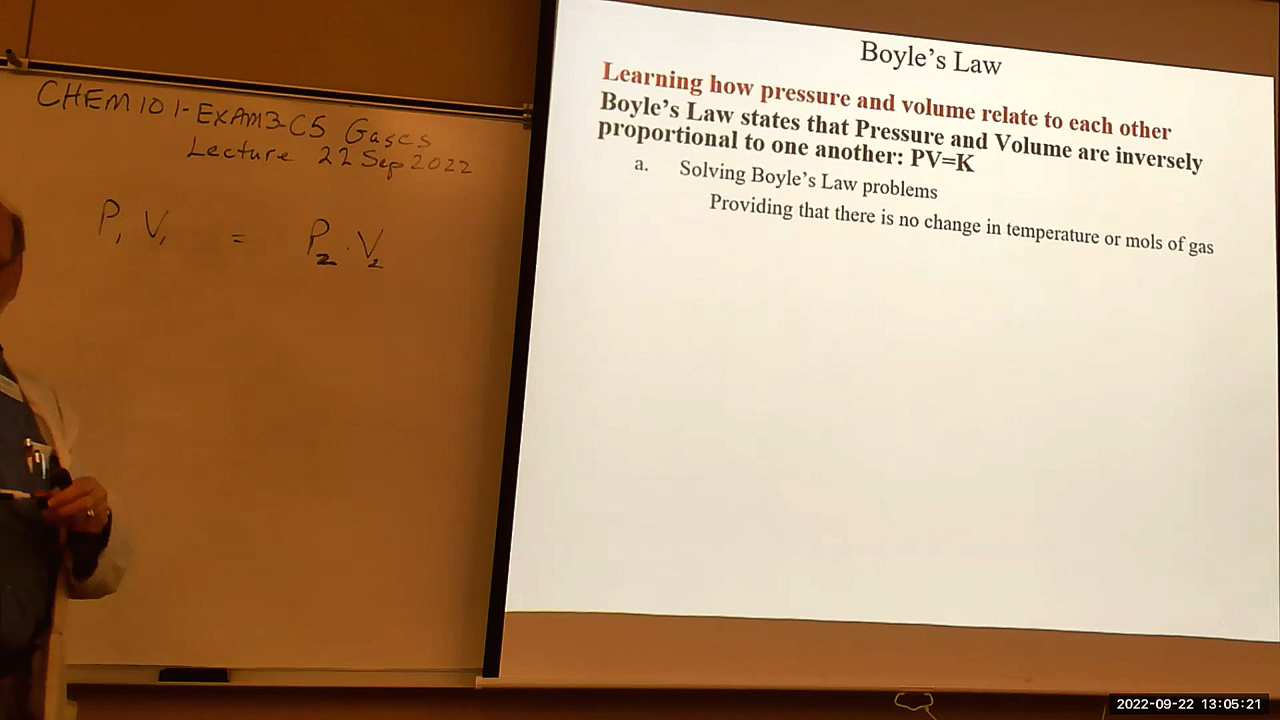 CHEM 101-EXAM3-C5 Gases
Lecture 22 Sep 2022
P₁ V₁ = P₂ · V₂
Boyle's Law
Learning how pressure and volume relate to each other
Boyle's Law states that Pressure and Volume are inversely
proportional to one another: PV=K
a. Solving Boyle's Law problems
Providing that there is no change in temperature or mols of gas
2022-09-22 13:05:21